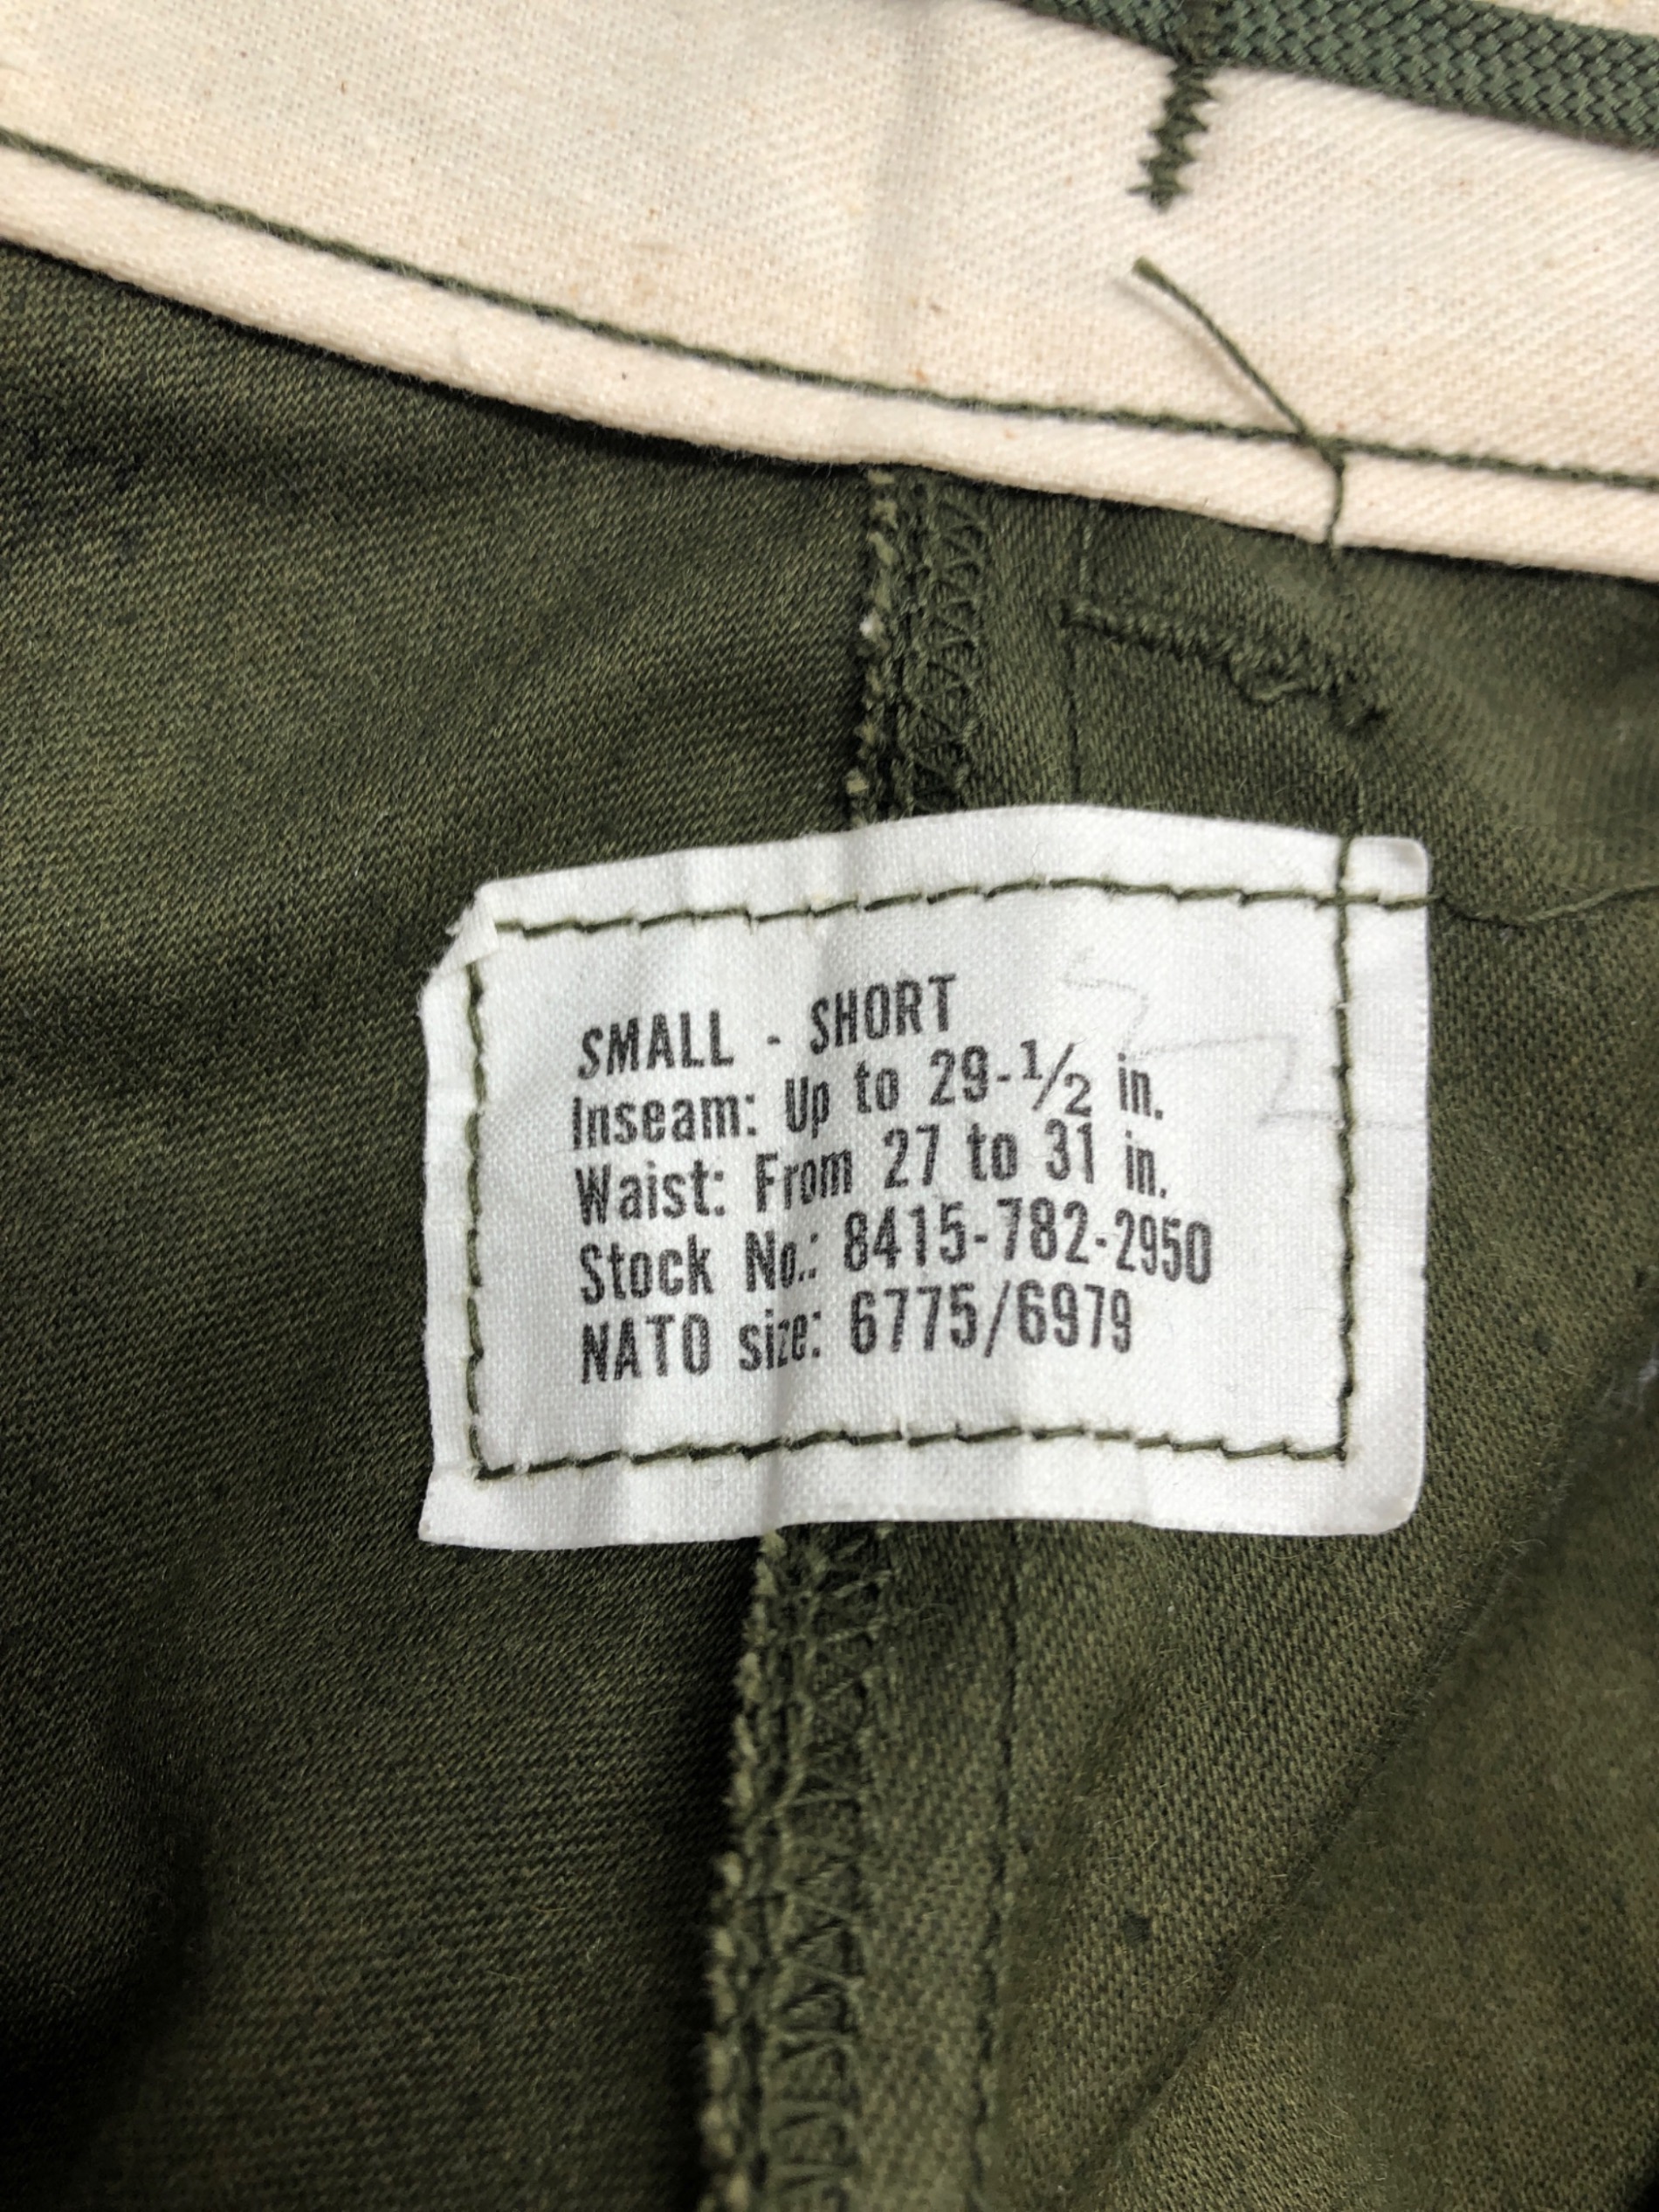 SMALL - SHORT
Inseam: Up to 29-1/2 in.
Waist: From 27 to 31 in.
Stock No.: 8415-782-2950
NATO size: 6775/6979